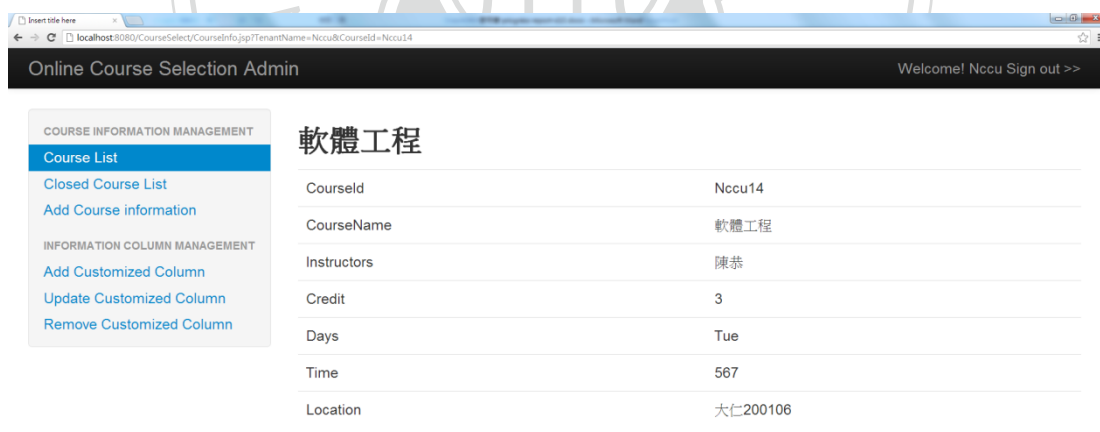 Insert title here
localhost:8080/CourseSelect/CourseInfo.jsp?TenantName=Nccu&CourseId=Nccu14
Online Course Selection Admin Welcome! Nccu Sign out >>
COURSE INFORMATION MANAGEMENT
Course List
Closed Course List
Add Course information
INFORMATION COLUMN MANAGEMENT
Add Customized Column
Update Customized Column
Remove Customized Column
軟體工程
CourseId Nccu14
CourseName 軟體工程
Instructors 陳恭
Credit 3
Days Tue
Time 567
Location 大仁200106